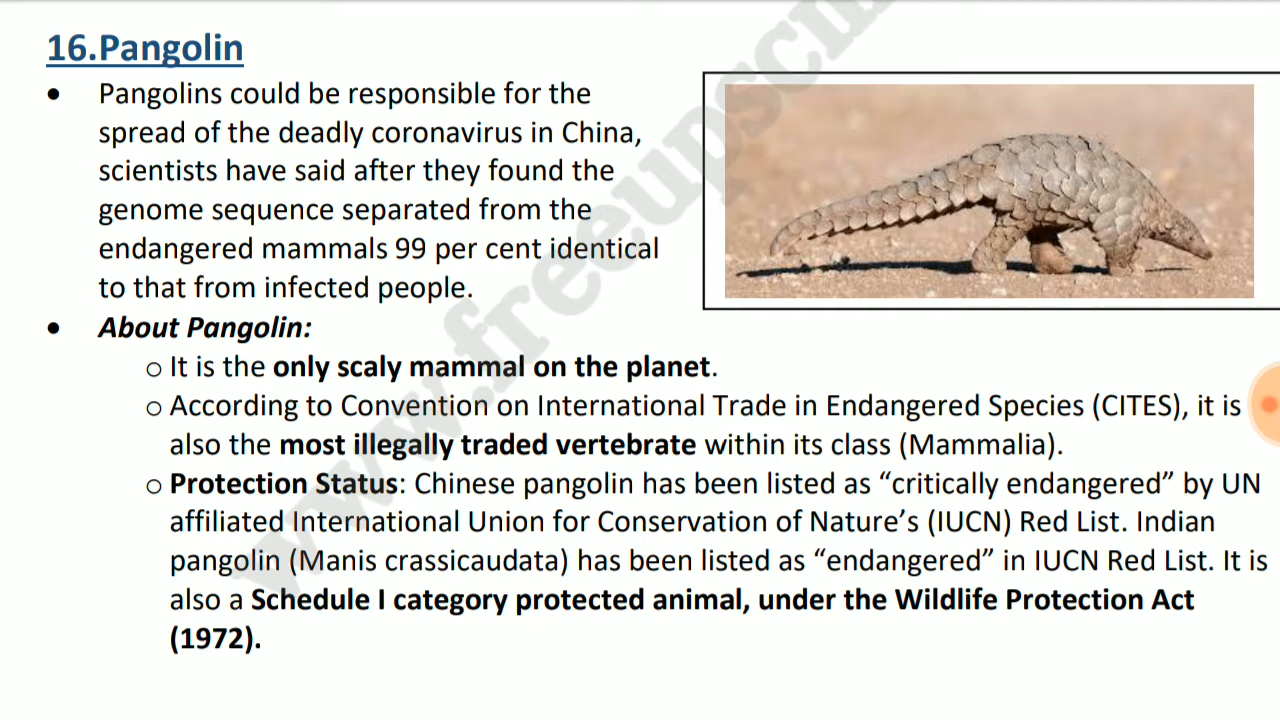 16.Pangolin
• Pangolins could be responsible for the
spread of the deadly coronavirus in China,
scientists have said after they found the
genome sequence separated from the
endangered mammals 99 per cent identical
to that from infected people.
• About Pangolin:
o It is the only scaly mammal on the planet.
o According to Convention on International Trade in Endangered Species (CITES), it is
also the most illegally traded vertebrate within its class (Mammalia).
o Protection Status: Chinese pangolin has been listed as “critically endangered” by UN
affiliated International Union for Conservation of Nature’s (IUCN) Red List. Indian
pangolin (Manis crassicaudata) has been listed as “endangered” in IUCN Red List. It is
also a Schedule I category protected animal, under the Wildlife Protection Act
(1972).